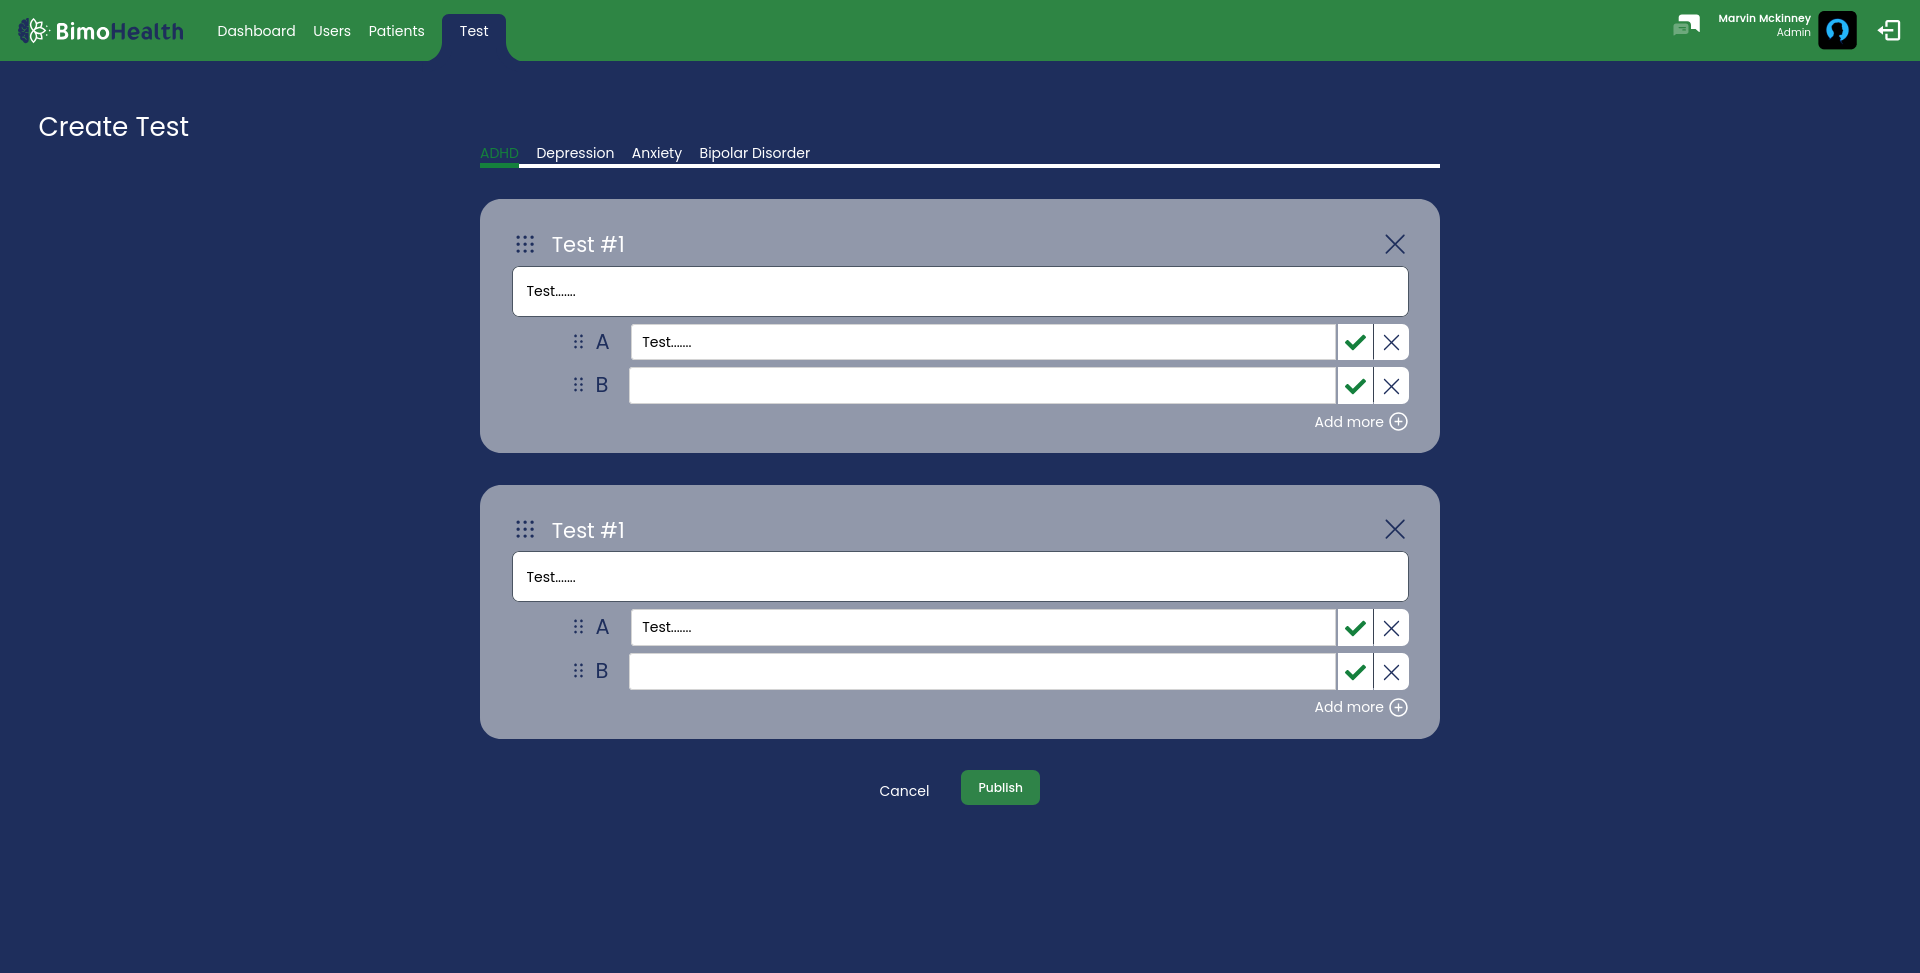 BimoHealth Dashboard Users Patients Test Marvin Mckinney
Admin
Create Test
ADHD Depression Anxiety Bipolar Disorder
Test #1
Test.......
A Test.......
B
Add more
Test #1
Test.......
A Test.......
B
Add more
Cancel Publish